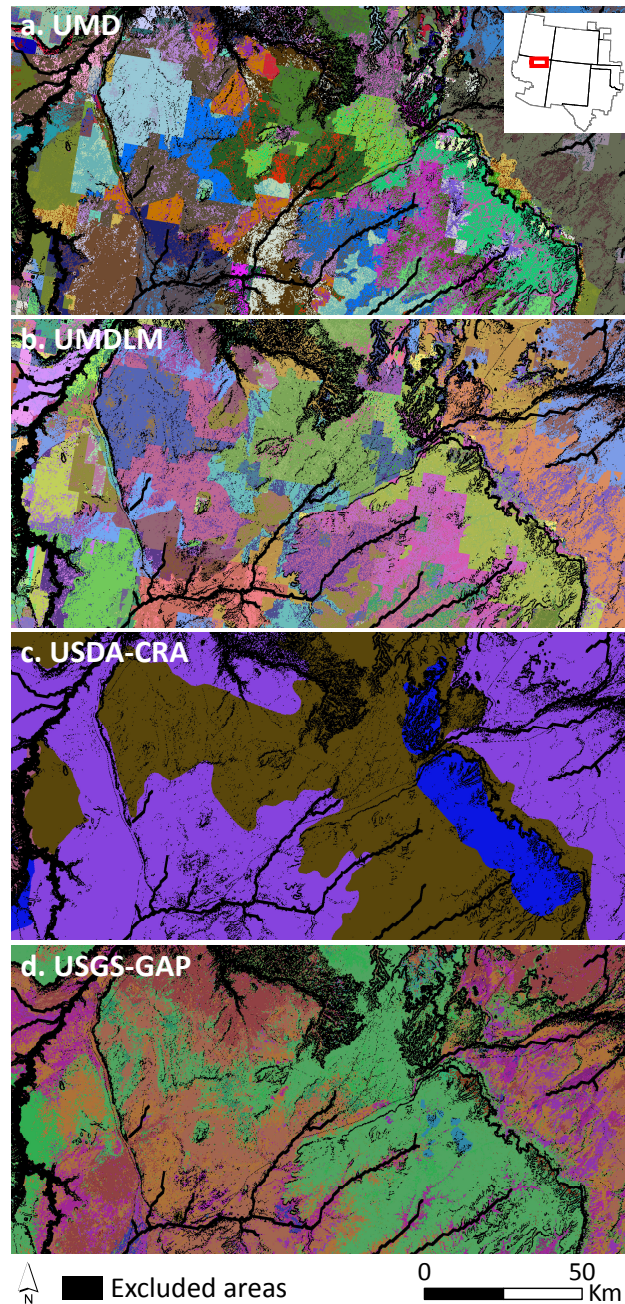 a. UMD
b. UMDLM
c. USDA-CRA
d. USGS-GAP
N
Excluded areas
0 50
Km